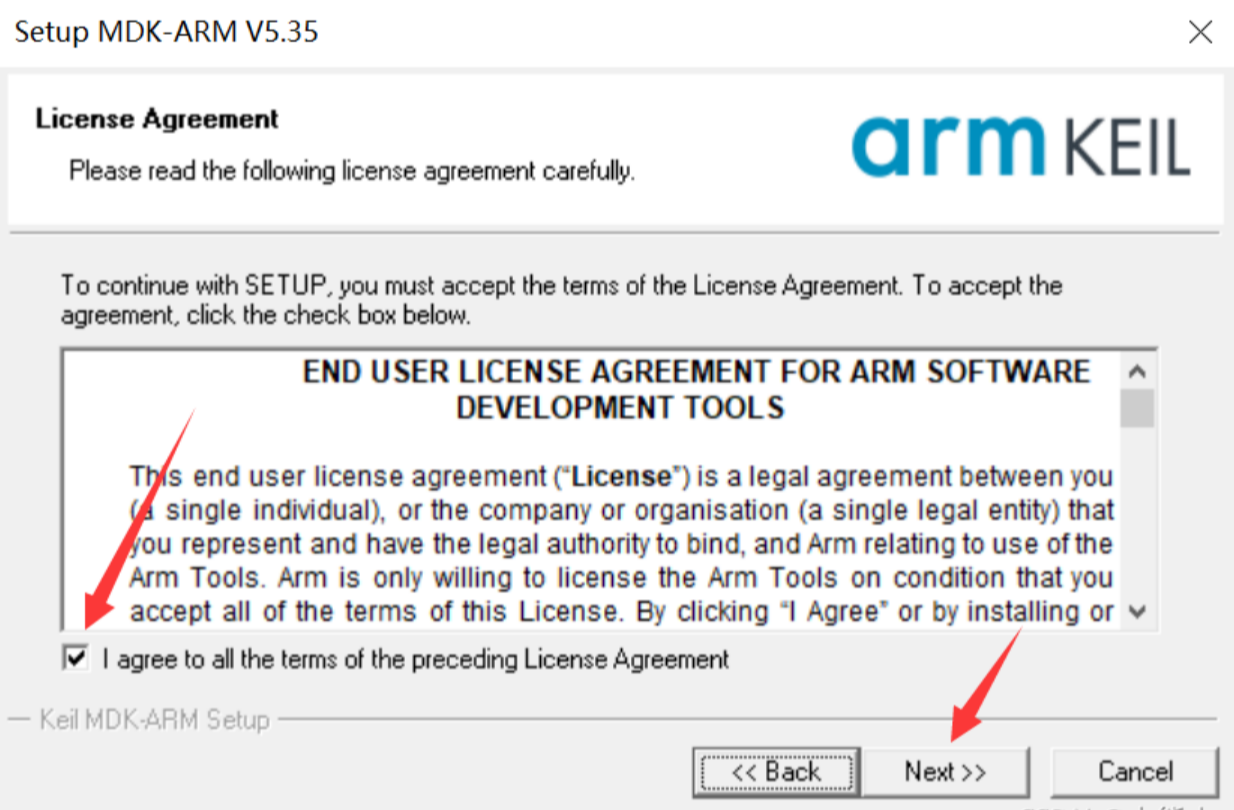 Setup MDK-ARM V5.35
License Agreement
Please read the following license agreement carefully.
arm KEIL
To continue with SETUP, you must accept the terms of the License Agreement. To accept the
agreement, click the check box below.
END USER LICENSE AGREEMENT FOR ARM SOFTWARE
DEVELOPMENT TOOLS
This end user license agreement (“License”) is a legal agreement between you
(a single individual), or the company or organisation (a single legal entity) that
you represent and have the legal authority to bind, and Arm relating to use of the
Arm Tools. Arm is only willing to license the Arm Tools on condition that you
accept all of the terms of this License. By clicking “I Agree” or by installing or
I agree to all the terms of the preceding License Agreement
Keil MDK-ARM Setup
<< Back
Next >>
Cancel